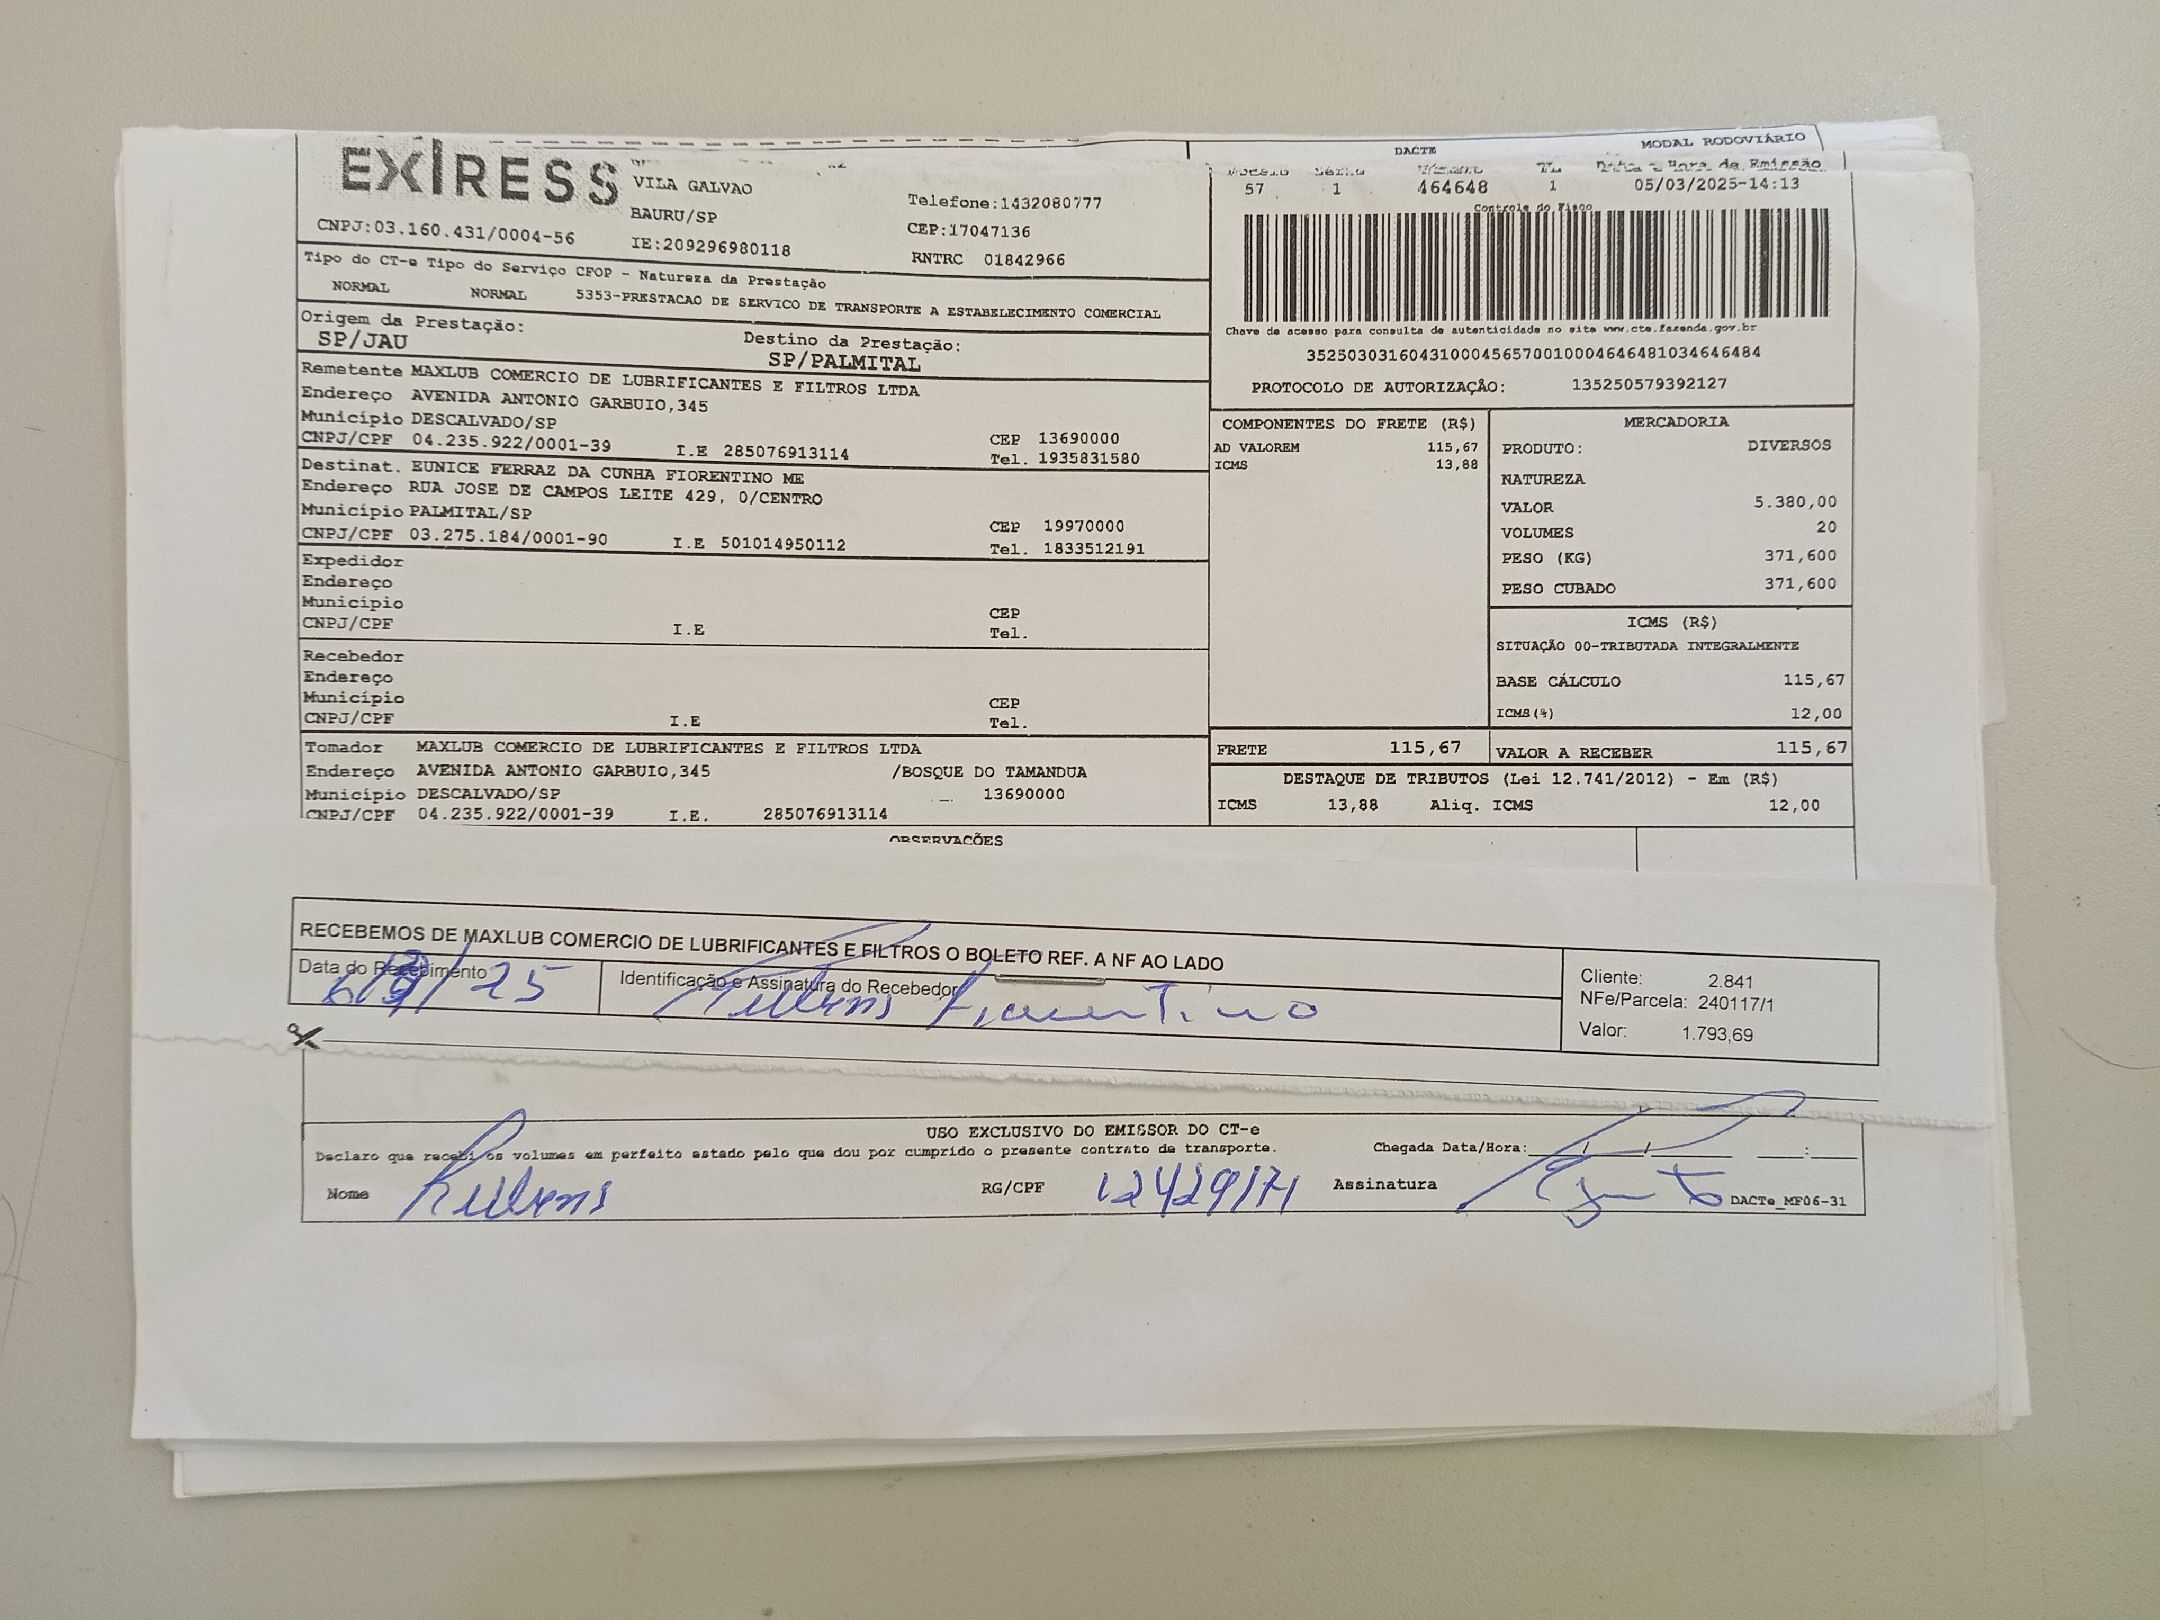 EXPRESS
VILA GALVAO
BAURU/SP
Telefone:1432080777
CEP:17047136
CNPJ:03.160.431/0004-56
IE:209296980118
RNTRC 01842966
DACTE
MODAL RODOVIÁRIO
Data e Hora de Emissão
57 1 464648 1 05/03/2025-14:13
Controle do Fisco
Tipo do CT-e Tipo do Serviço CFOP - Natureza da Prestação
NORMAL NORMAL 5353-PRESTACAO DE SERVICO DE TRANSPORTE A ESTABELECIMENTO COMERCIAL
Origem da Prestação: Destino da Prestação:
SP/JAU SP/PALMITAL
Chave de acesso para consulta de autenticidade no site www.cte.fazenda.gov.br
35250303160431000456570010004646481034646484
PROTOCOLO DE AUTORIZAÇÃO: 135250579392127
Remetente MAXLUB COMERCIO DE LUBRIFICANTES E FILTROS LTDA
Endereço AVENIDA ANTONIO GARBUIO,345
Município DESCALVADO/SP CEP 13690000
CNPJ/CPF 04.235.922/0001-39 I.E 285076913114 Tel. 1935831580
Destinat. EUNICE FERRAZ DA CUNHA FIORENTINO ME
Endereço RUA JOSE DE CAMPOS LEITE 429, 0/CENTRO
Município PALMITAL/SP CEP 19970000
CNPJ/CPF 03.275.184/0001-90 I.E 501014950112 Tel. 1833512191
Expedidor
Endereço
Município CEP
CNPJ/CPF I.E Tel.
Recebedor
Endereço
Município CEP
CNPJ/CPF I.E Tel.
Tomador MAXLUB COMERCIO DE LUBRIFICANTES E FILTROS LTDA
Endereço AVENIDA ANTONIO GARBUIO,345 /BOSQUE DO TAMANDUA
Município DESCALVADO/SP 13690000
CNPJ/CPF 04.235.922/0001-39 I.E. 285076913114
COMPONENTES DO FRETE (R$)
AD VALOREM 115,67
ICMS 13,88
MERCADORIA
PRODUTO: DIVERSOS
NATUREZA
VALOR 5.380,00
VOLUMES 20
PESO (KG) 371,600
PESO CUBADO 371,600
ICMS (R$)
SITUAÇÃO 00-TRIBUTADA INTEGRALMENTE
BASE CÁLCULO 115,67
ICMS(%) 12,00
FRETE 115,67 VALOR A RECEBER 115,67
DESTAQUE DE TRIBUTOS (Lei 12.741/2012) - Em (R$)
ICMS 13,88 Aliq. ICMS 12,00
OBSERVAÇÕES
RECEBEMOS DE MAXLUB COMERCIO DE LUBRIFICANTES E FILTROS O BOLETO REF. A NF AO LADO
Data do Recebimento
Identificação e Assinatura do Recebedor
Rubens Fiorentino
Cliente: 2.841
NFe/Parcela: 240117/1
Valor: 1.793,69
USO EXCLUSIVO DO EMISSOR DO CT-e
Declaro que recebi os volumes em perfeito estado pelo que dou por cumprido o presente contrato de transporte. Chegada Data/Hora:___/___/___ ___:___
Nome Rubens RG/CPF Assinatura
DACTe_MF06-31